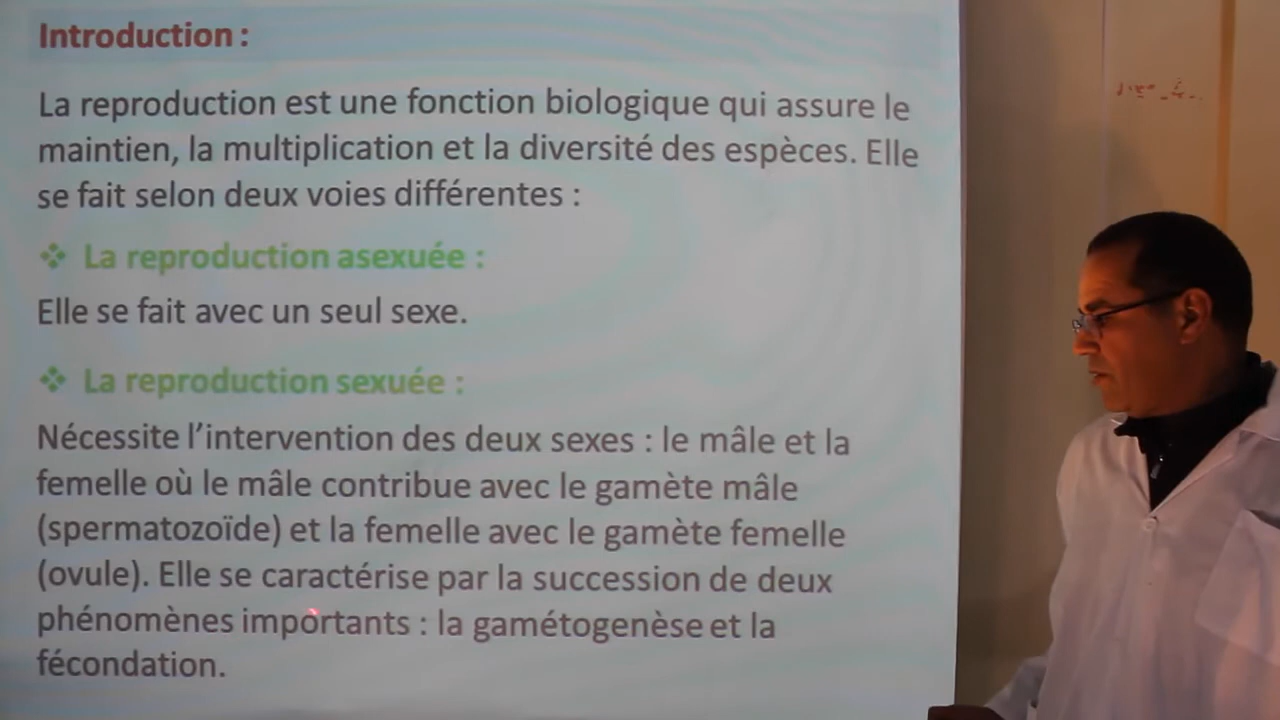 Introduction :
La reproduction est une fonction biologique qui assure le
maintien, la multiplication et la diversité des espèces. Elle
se fait selon deux voies différentes :
❖ La reproduction asexuée :
Elle se fait avec un seul sexe.
❖ La reproduction sexuée :
Nécessite l'intervention des deux sexes : le mâle et la
femelle où le mâle contribue avec le gamète mâle
(spermatozoïde) et la femelle avec le gamète femelle
(ovule). Elle se caractérise par la succession de deux
phénomènes importants : la gamétogenèse et la
fécondation.